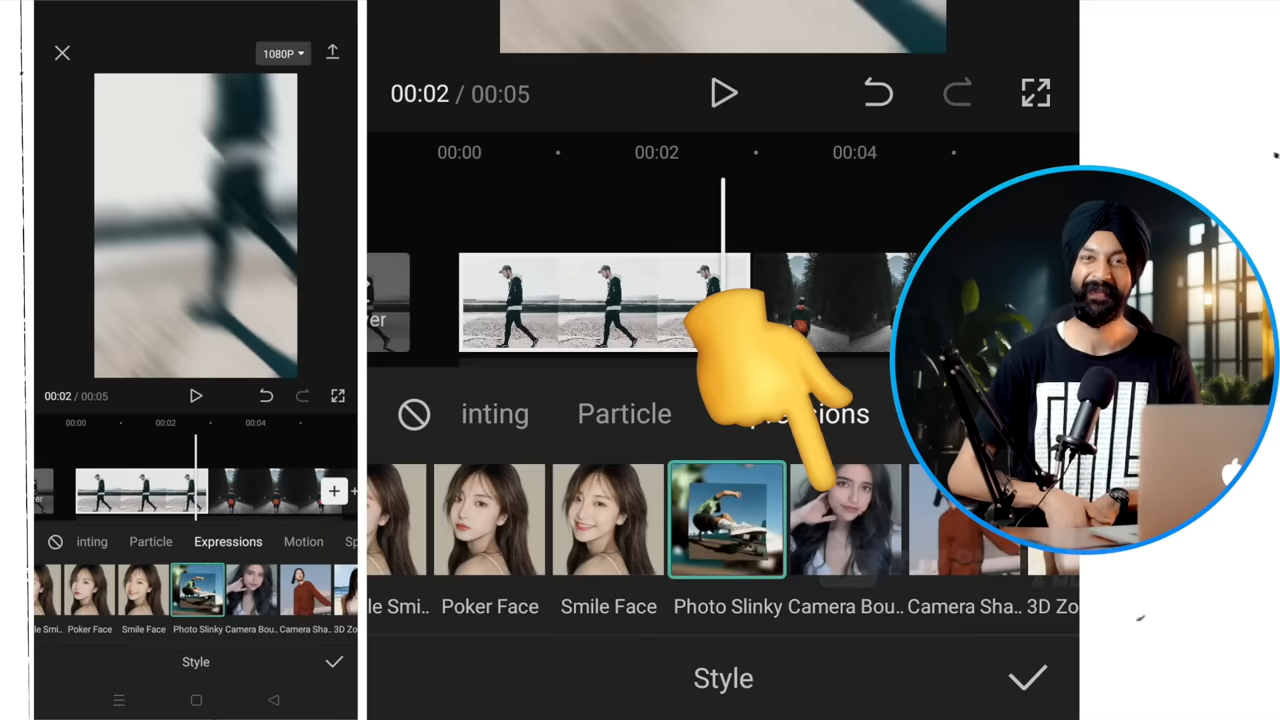 1080P
00:02 / 00:05
00:00
00:02
00:04
er
inting
Particle
Expressions
Motion
Sp
le Smi..
Poker Face
Smile Face
Photo Slinky
Camera Bou..
Camera Sha..
3D Zo
Style
00:02 / 00:05
00:00
00:02
00:04
er
inting
Particle
le Smi..
Poker Face
Smile Face
Photo Slinky
Camera Bou..
Camera Sha..
3D Zo
Style